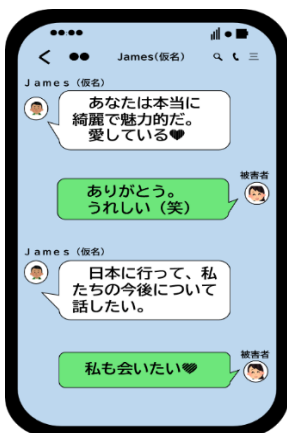 ●●:●●
James(仮名)
James(仮名)
あなたは本当に
綺麗で魅力的だ。
愛している♥
被害者
ありがとう。
うれしい（笑）
James(仮名)
日本に行って、私
たちの今後について
話したい。
被害者
私も会いたい♥